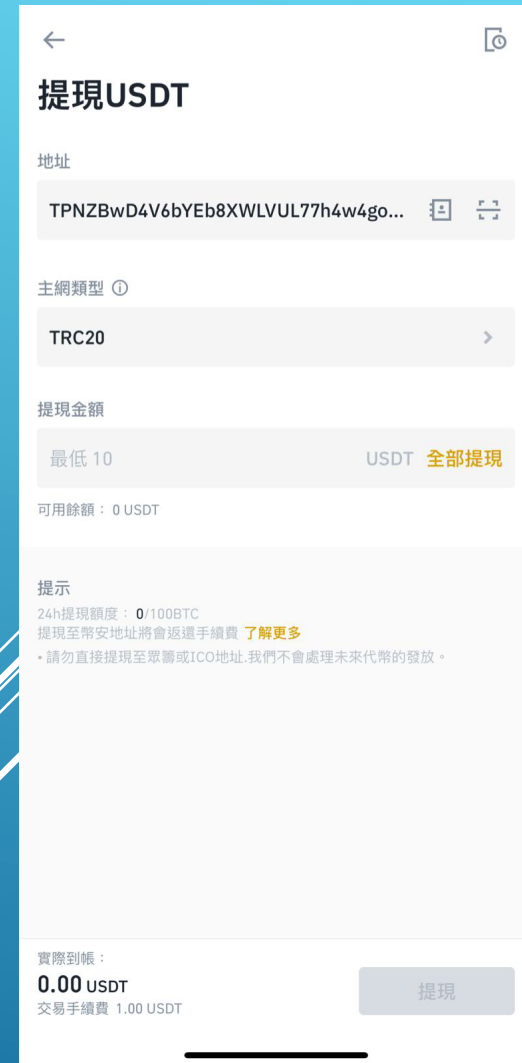 提現USDT
地址
TPNZBwD4V6bYEb8XWLVUL77h4w4go...
主網類型
TRC20
提現金額
最低 10 USDT 全部提現
可用餘額： 0 USDT
提示
24h提現額度： 0/100BTC
提現至幣安地址將會返還手續費 了解更多
• 請勿直接提現至眾籌或ICO地址.我們不會處理未來代幣的發放。
實際到帳：
0.00 USDT
提現
交易手續費 1.00 USDT